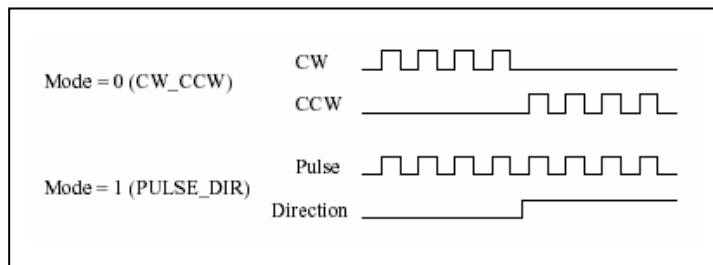 CW
Mode = 0 (CW_CCW)
CCW
Pulse
Mode = 1 (PULSE_DIR)
Direction